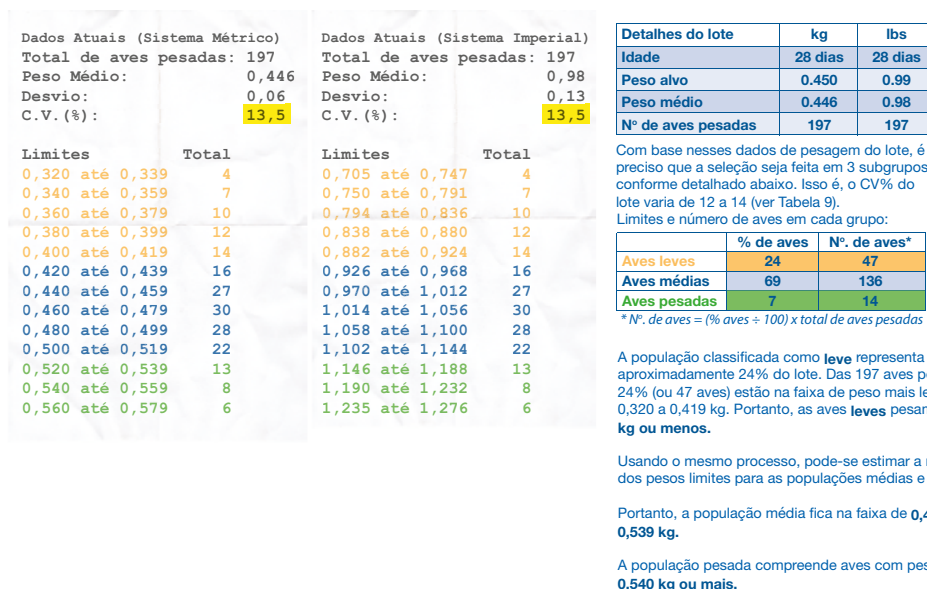 Dados Atuais (Sistema Métrico)
Total de aves pesadas: 197
Peso Médio: 0,446
Desvio: 0,06
C.V.(%): 13,5
Limites Total
0,320 até 0,339 4
0,340 até 0,359 7
0,360 até 0,379 10
0,380 até 0,399 12
0,400 até 0,419 14
0,420 até 0,439 16
0,440 até 0,459 27
0,460 até 0,479 30
0,480 até 0,499 28
0,500 até 0,519 22
0,520 até 0,539 13
0,540 até 0,559 8
0,560 até 0,579 6
Dados Atuais (Sistema Imperial)
Total de aves pesadas: 197
Peso Médio: 0,98
Desvio: 0,13
C.V.(%): 13,5
Limites Total
0,705 até 0,747 4
0,750 até 0,791 7
0,794 até 0,836 10
0,838 até 0,880 12
0,882 até 0,924 14
0,926 até 0,968 16
0,970 até 1,012 27
1,014 até 1,056 30
1,058 até 1,100 28
1,102 até 1,144 22
1,146 até 1,188 13
1,190 até 1,232 8
1,235 até 1,276 6
Detalhes do lote kg lbs
Idade 28 dias 28 dias
Peso alvo 0.450 0.99
Peso médio 0.446 0.98
Nº de aves pesadas 197 197
Com base nesses dados de pesagem do lote, é
preciso que a seleção seja feita em 3 subgrupos
conforme detalhado abaixo. Isso é, o CV% do
lote varia de 12 a 14 (ver Tabela 9).
Limites e número de aves em cada grupo:
% de aves Nº. de aves*
Aves leves 24 47
Aves médias 69 136
Aves pesadas 7 14
* Nº. de aves = (% aves ÷ 100) x total de aves pesadas
A população classificada como leve representa
aproximadamente 24% do lote. Das 197 aves
24% (ou 47 aves) estão na faixa de peso mais
0,320 a 0,419 kg. Portanto, as aves leves
kg ou menos.
Usando o mesmo processo, pode-se estimar a
dos pesos limites para as populações médias e
Portanto, a população média fica na faixa de
0,539 kg.
A população pesada compreende aves com
0,540 kg ou mais.